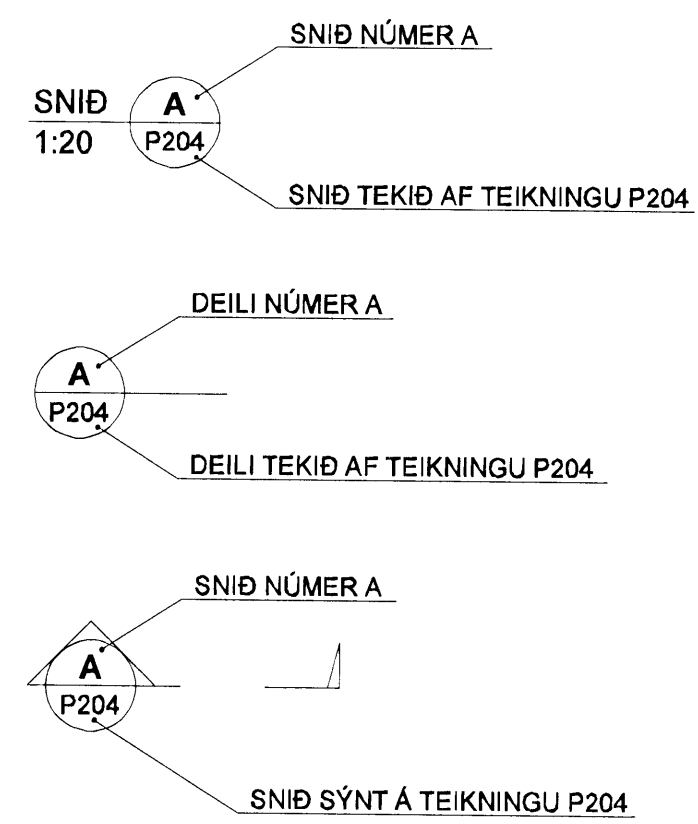 SNIÐ NÚMER A
SNIÐ
1:20
A
P204
SNIÐ TEKIÐ AF TEIKNINGU P204
DEILI NÚMER A
A
P204
DEILI TEKIÐ AF TEIKNINGU P204
SNIÐ NÚMER A
A
P204
SNIÐ SÝNT Á TEIKNINGU P204